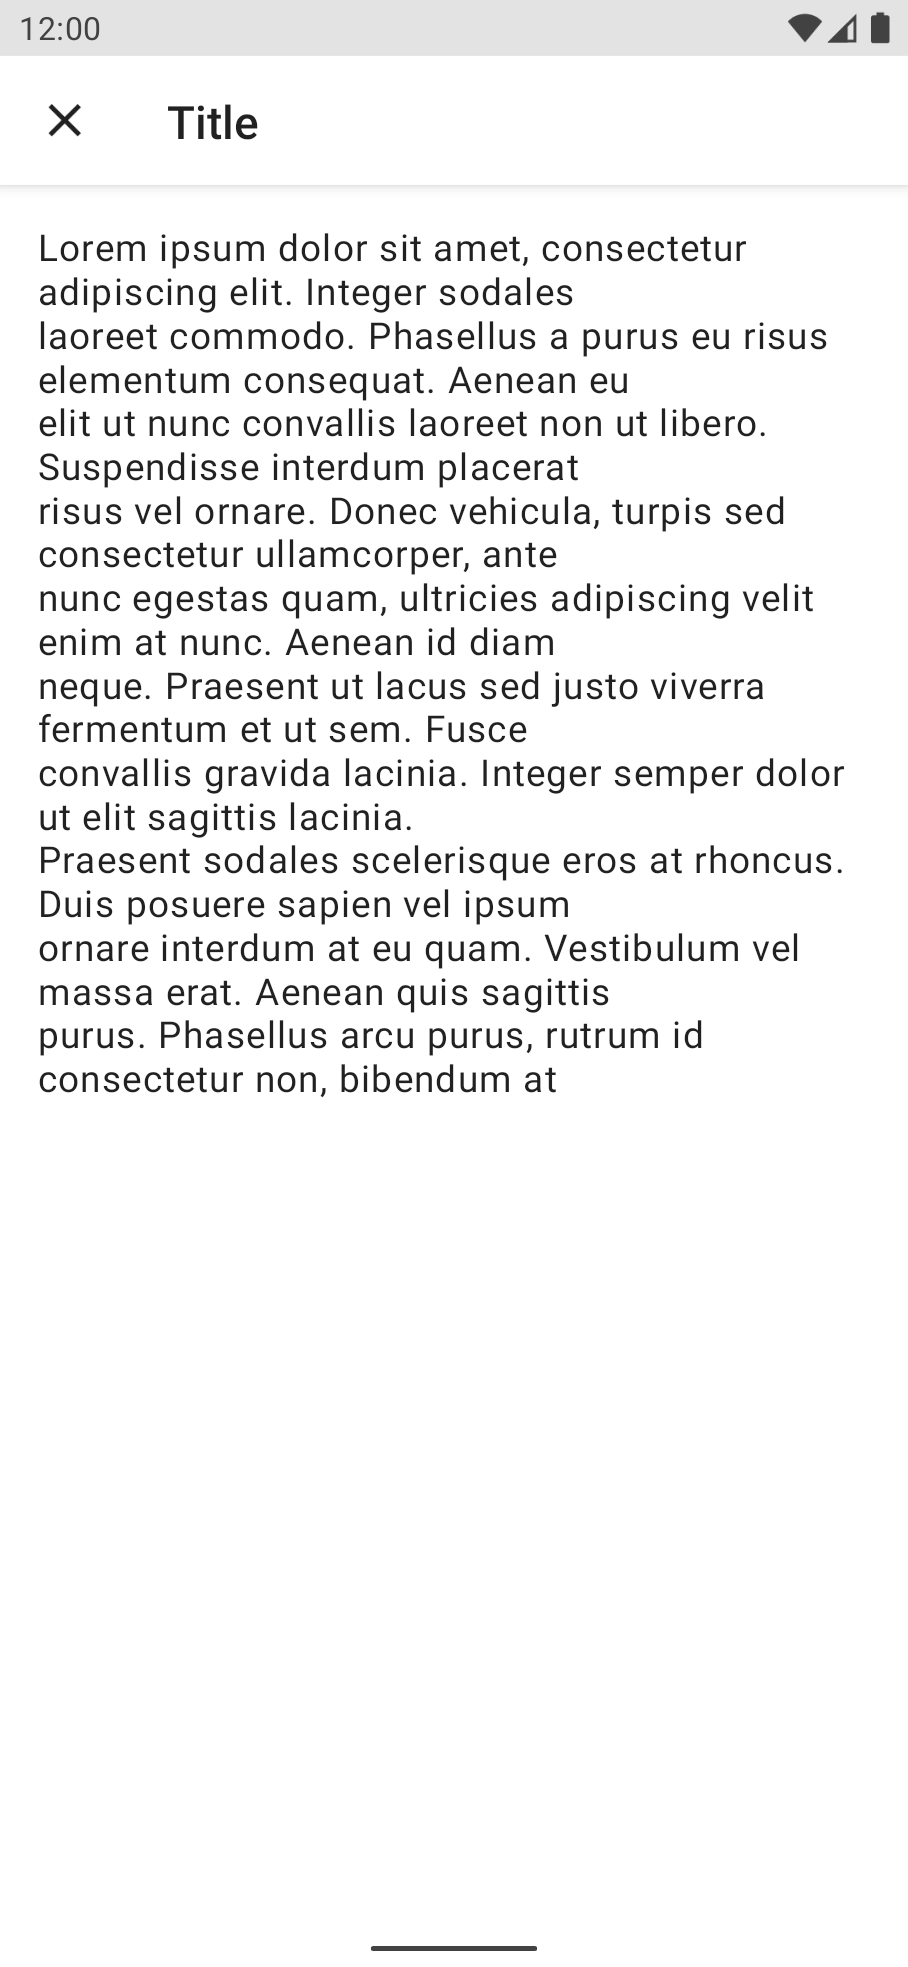 12:00
Title
Lorem ipsum dolor sit amet, consectetur
adipiscing elit. Integer sodales
laoreet commodo. Phasellus a purus eu risus
elementum consequat. Aenean eu
elit ut nunc convallis laoreet non ut libero.
Suspendisse interdum placerat
risus vel ornare. Donec vehicula, turpis sed
consectetur ullamcorper, ante
nunc egestas quam, ultricies adipiscing velit
enim at nunc. Aenean id diam
neque. Praesent ut lacus sed justo viverra
fermentum et ut sem. Fusce
convallis gravida lacinia. Integer semper dolor
ut elit sagittis lacinia.
Praesent sodales scelerisque eros at rhoncus.
Duis posuere sapien vel ipsum
ornare interdum at eu quam. Vestibulum vel
massa erat. Aenean quis sagittis
purus. Phasellus arcu purus, rutrum id
consectetur non, bibendum at